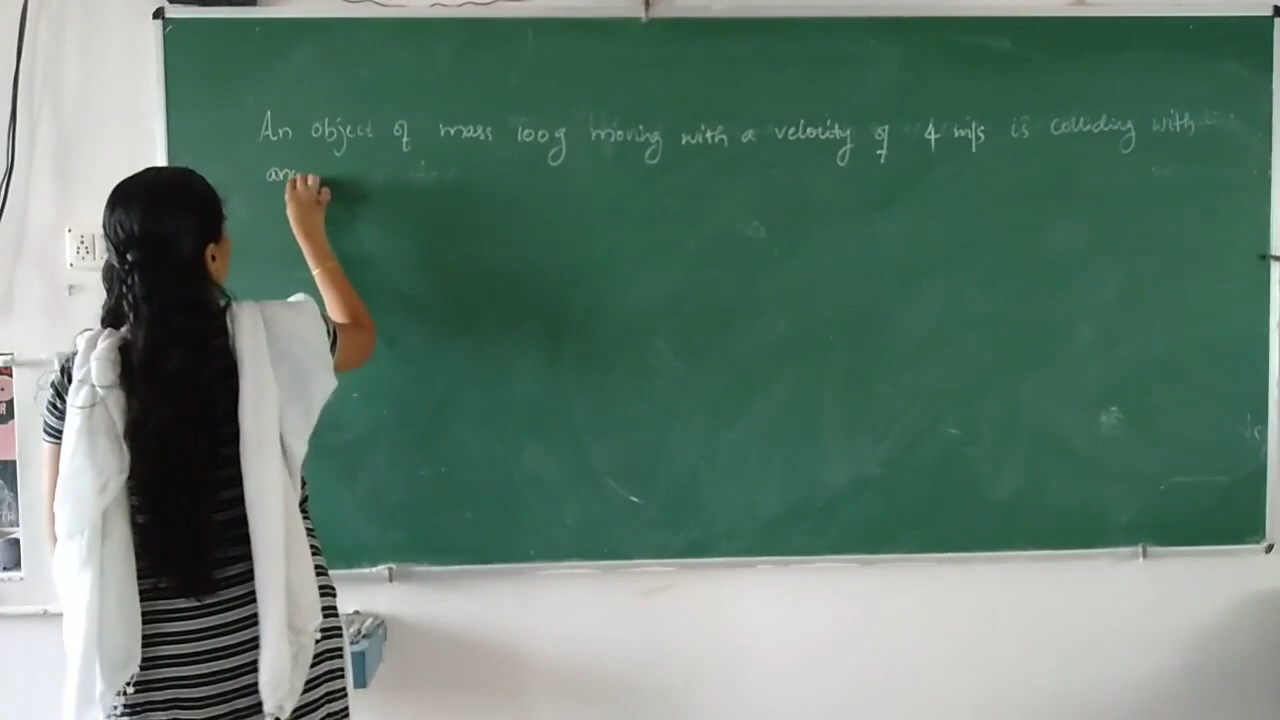 An object of mass 100g moving with a velocity of 4 m/s is colliding with